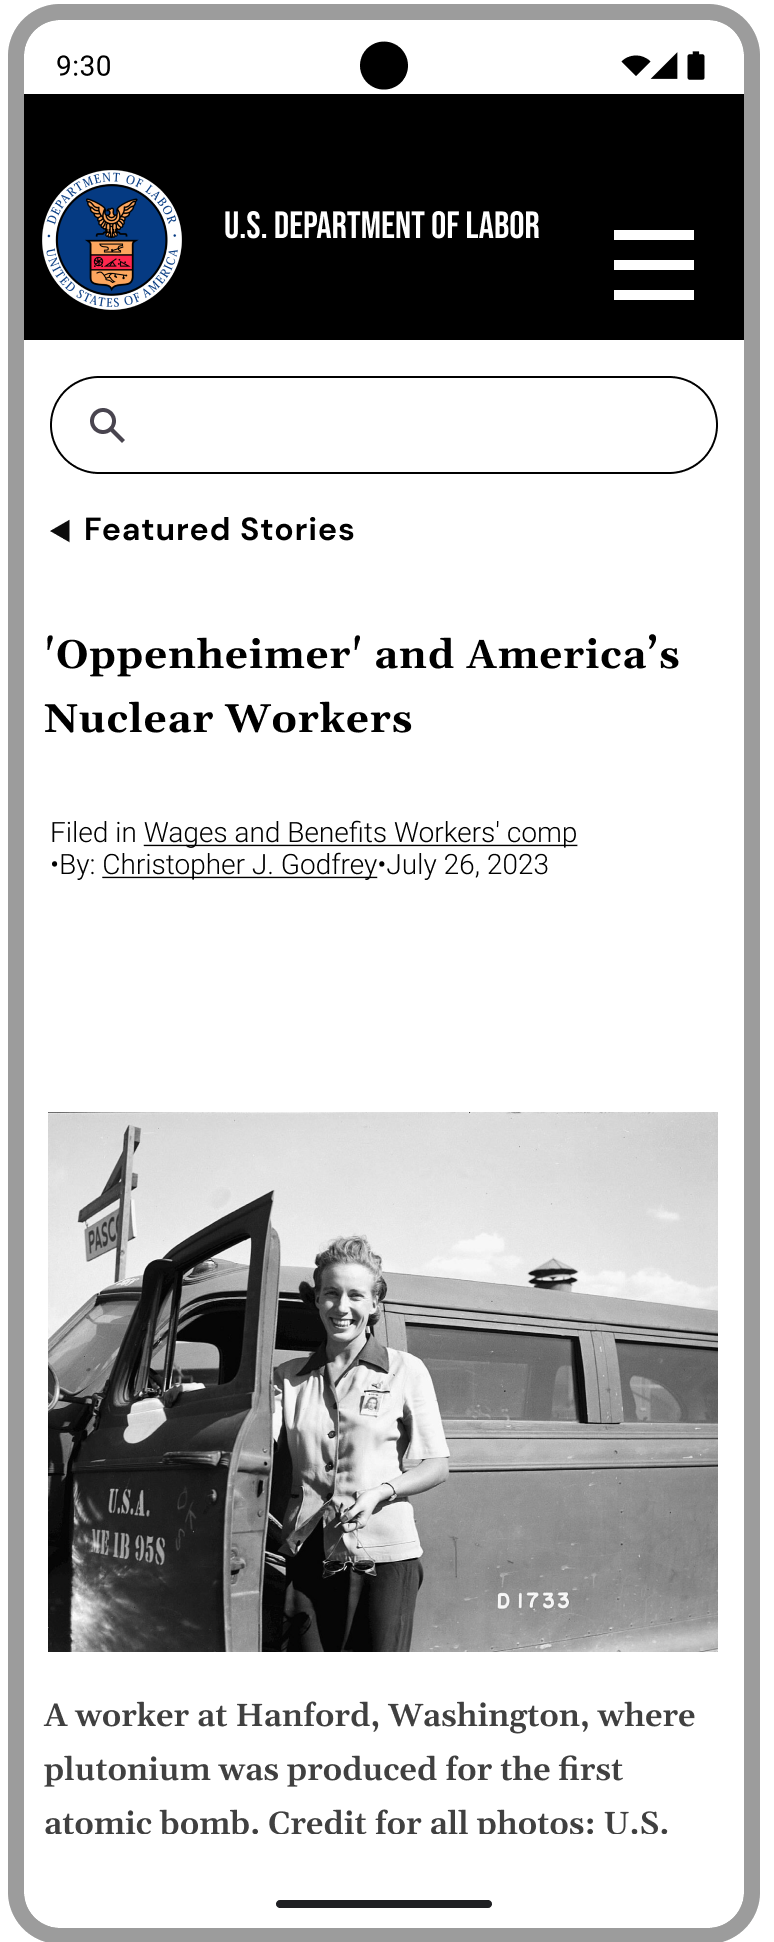 9:30
DEPARTMENT OF LABOR
UNITED STATES OF AMERICA
U.S. DEPARTMENT OF LABOR
Featured Stories
'Oppenheimer' and America’s
Nuclear Workers
Filed in Wages and Benefits Workers' comp
•By: Christopher J. Godfrey•July 26, 2023
PASCO
U.S.A.
ME IB 958
D1733
A worker at Hanford, Washington, where
plutonium was produced for the first
atomic bomb. Credit for all photos: U.S.